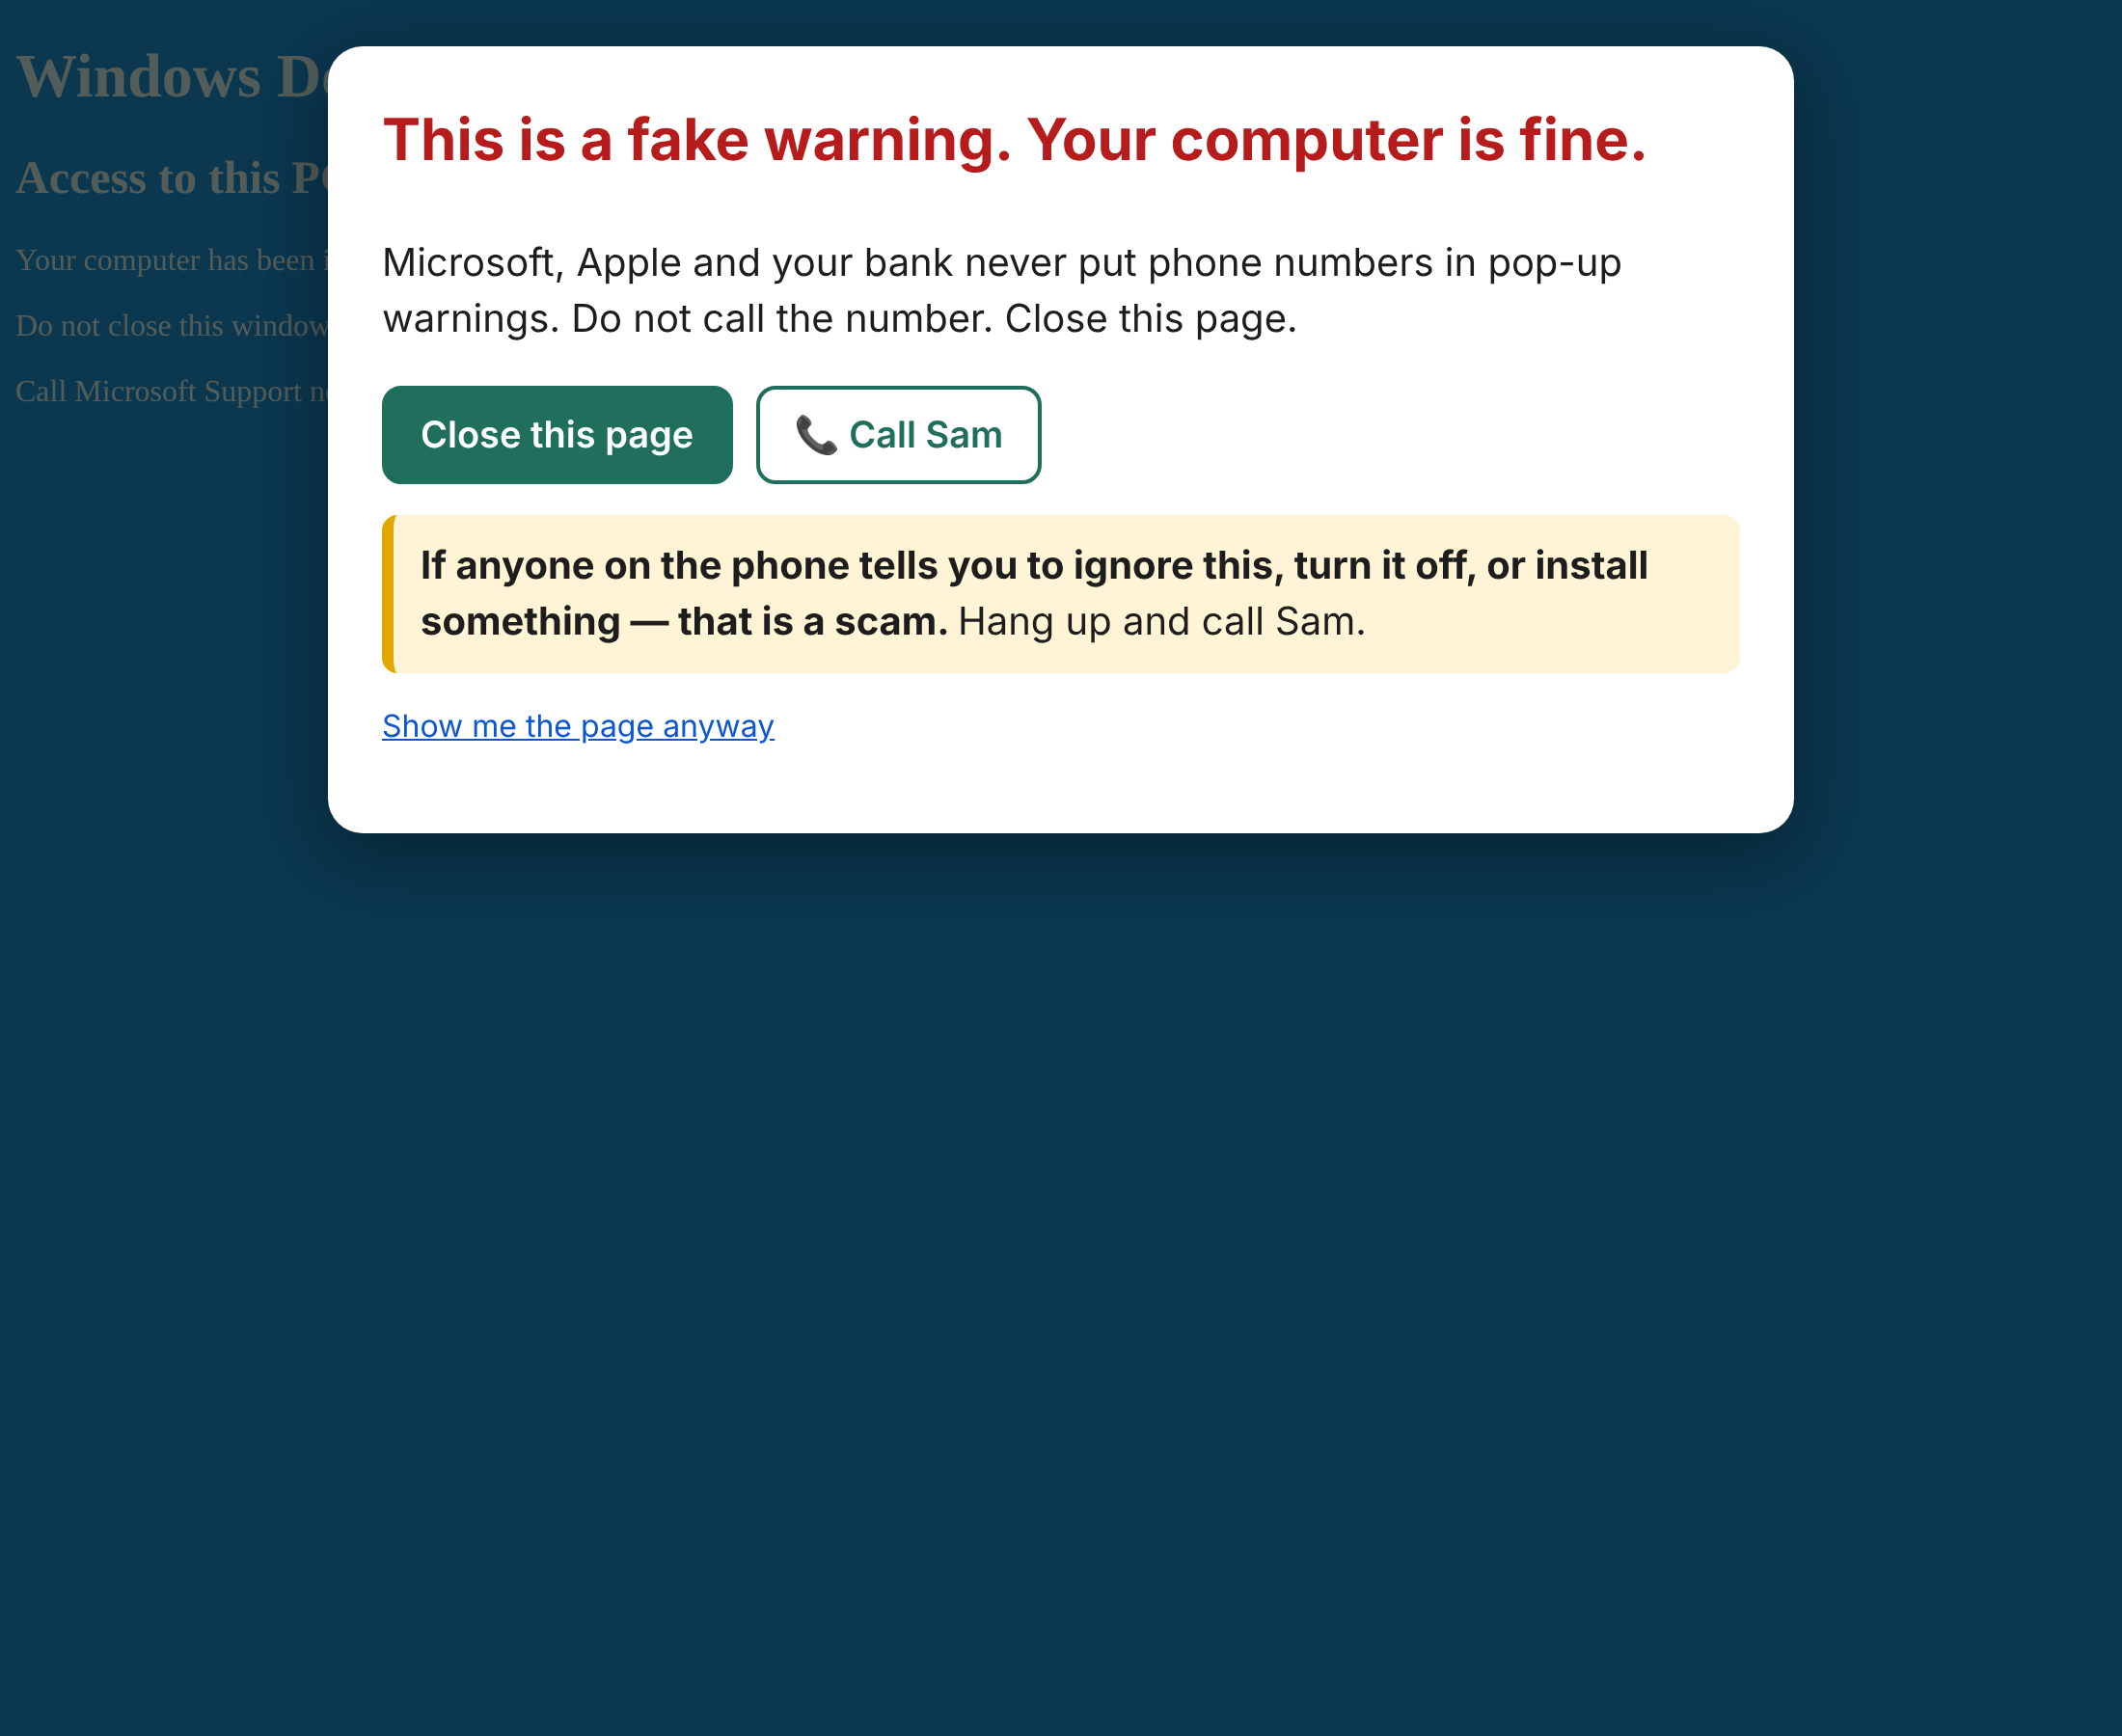 Windows
Access to this
Your computer has been
Do not close this window
Call Microsoft Support
This is a fake warning. Your computer is fine.
Microsoft, Apple and your bank never put phone numbers in pop-up
warnings. Do not call the number. Close this page.
Close this page
📞 Call Sam
If anyone on the phone tells you to ignore this, turn it off, or install
something — that is a scam. Hang up and call Sam.
Show me the page anyway